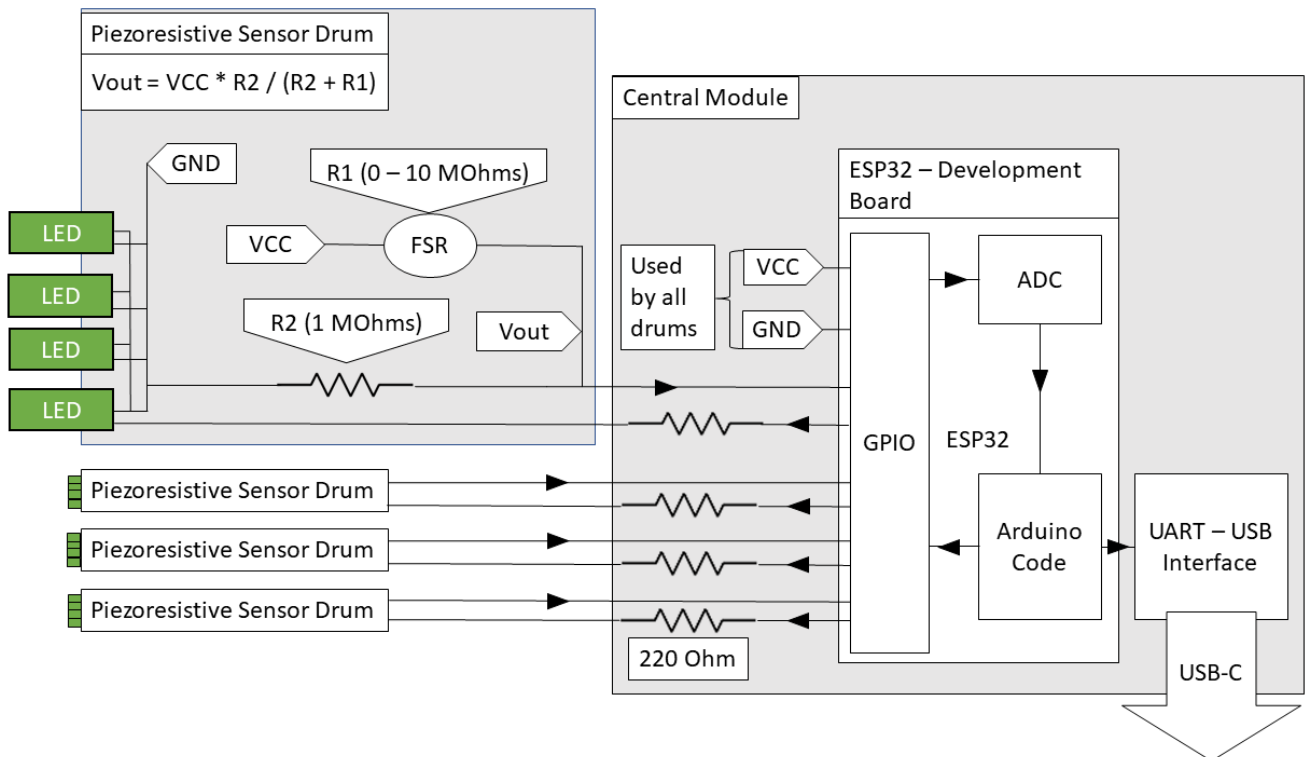 Piezoresistive Sensor Drum
Vout = VCC * R2 / (R2 + R1)
GND
R1 (0 – 10 MOhms)
VCC
FSR
R2 (1 MOhms)
Vout
LED
LED
LED
LED
Piezoresistive Sensor Drum
Piezoresistive Sensor Drum
Piezoresistive Sensor Drum
Central Module
Used
by all
drums
VCC
GND
220 Ohm
ESP32 – Development
Board
GPIO
ADC
ESP32
Arduino
Code
UART – USB
Interface
USB-C